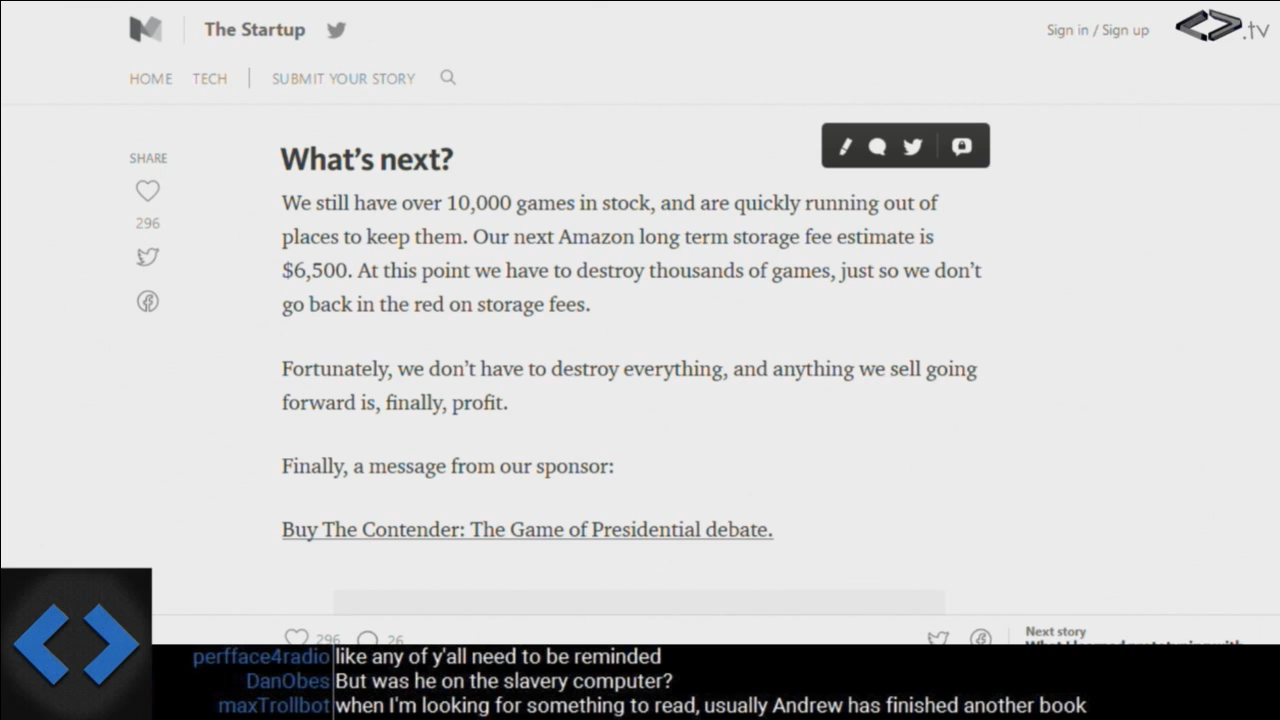 The Startup
Sign in / Sign up
.tv
HOME TECH SUBMIT YOUR STORY
SHARE
296
What's next?
We still have over 10,000 games in stock, and are quickly running out of
places to keep them. Our next Amazon long term storage fee estimate is
$6,500. At this point we have to destroy thousands of games, just so we don't
go back in the red on storage fees.
Fortunately, we don't have to destroy everything, and anything we sell going
forward is, finally, profit.
Finally, a message from our sponsor:
Buy The Contender: The Game of Presidential debate.
296 26
Next story
perfface4radio like any of y'all need to be reminded
DanObes But was he on the slavery computer?
maxTrollbot when I'm looking for something to read, usually Andrew has finished another book